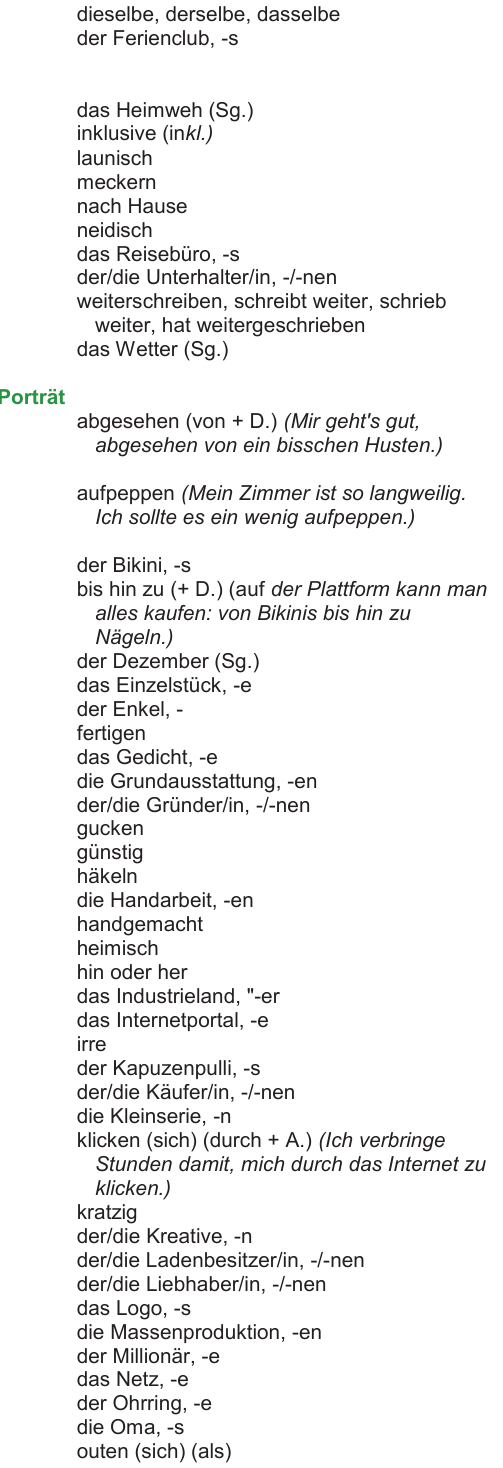 dieselbe, derselbe, dasselbe
der Ferienclub, -s
das Heimweh (Sg.)
inklusive (inkl.)
launisch
meckern
nach Hause
neidisch
das Reisebüro, -s
der/die Unterhalter/in, -/-nen
weiterschreiben, schreibt weiter, schrieb
weiter, hat weitergeschrieben
das Wetter (Sg.)
Porträt
abgesehen (von + D.) (Mir geht's gut,
abgesehen von ein bisschen Husten.)
aufpeppen (Mein Zimmer ist so langweilig.
Ich sollte es ein wenig aufpeppen.)
der Bikini, -s
bis hin zu (+ D.) (auf der Plattform kann man
alles kaufen: von Bikinis bis hin zu
Nägeln.)
der Dezember (Sg.)
das Einzelstück, -e
der Enkel, -
fertigen
das Gedicht, -e
die Grundausstattung, -en
der/die Gründer/in, -/-nen
gucken
günstig
häkeln
die Handarbeit, -en
handgemacht
heimisch
hin oder her
das Industrieland, "-er
das Internetportal, -e
irre
der Kapuzenpulli, -s
der/die Käufer/in, -/-nen
die Kleinserie, -n
klicken (sich) (durch + A.) (Ich verbringe
Stunden damit, mich durch das Internet zu
klicken.)
kratzig
der/die Kreative, -n
der/die Ladenbesitzer/in, -/-nen
der/die Liebhaber/in, -/-nen
das Logo, -s
die Massenproduktion, -en
der Millionär, -e
das Netz, -e
der Ohrring, -e
die Oma, -s
outen (sich) (als)